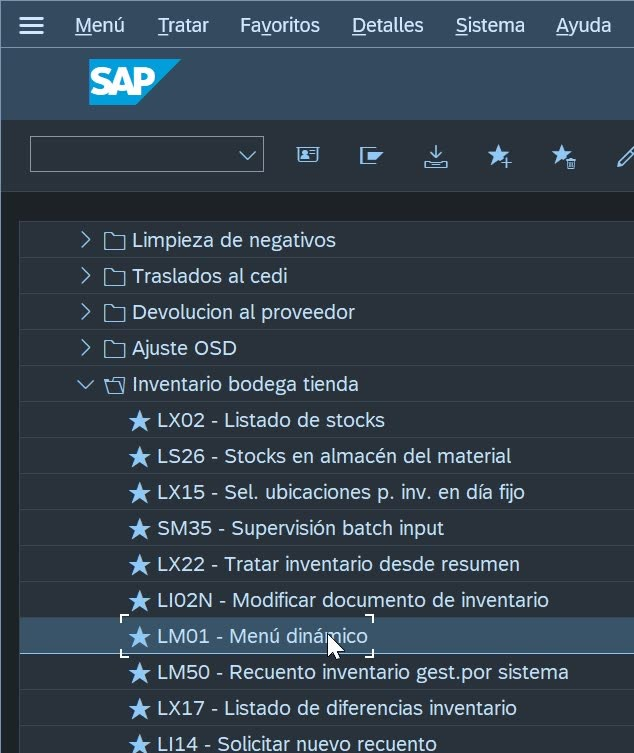 Menú Tratar Favoritos Detalles Sistema Ayuda
SAP
Limpieza de negativos
Traslados al cedi
Devolucion al proveedor
Ajuste OSD
Inventario bodega tienda
LX02 - Listado de stocks
LS26 - Stocks en almacén del material
LX15 - Sel. ubicaciones p. inv. en día fijo
SM35 - Supervisión batch input
LX22 - Tratar inventario desde resumen
LI02N - Modificar documento de inventario
LM01 - Menú dinámico
LM50 - Recuento inventario gest.por sistema
LX17 - Listado de diferencias inventario
LI14 - Solicitar nuevo recuento